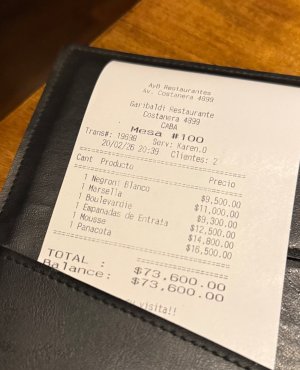 AyD Restaurantes
Av. Costanera 4899
Garibaldi Restaurante
Costanera 4899
CABA
Mesa #100
Trans#: 19698 Serv: Karen.O
20/02/26 20:39 Clientes: 2
Cant Producto Precio
1 Negroni Blanco $9,500.00
1 Marsella $11,000.00
1 Boulevardie $9,300.00
1 Empanadas de Entrata $12,500.00
1 Mousse $14,800.00
1 Panacota $16,500.00
TOTAL : $73,600.00
Balance: $73,600.00
visita!!